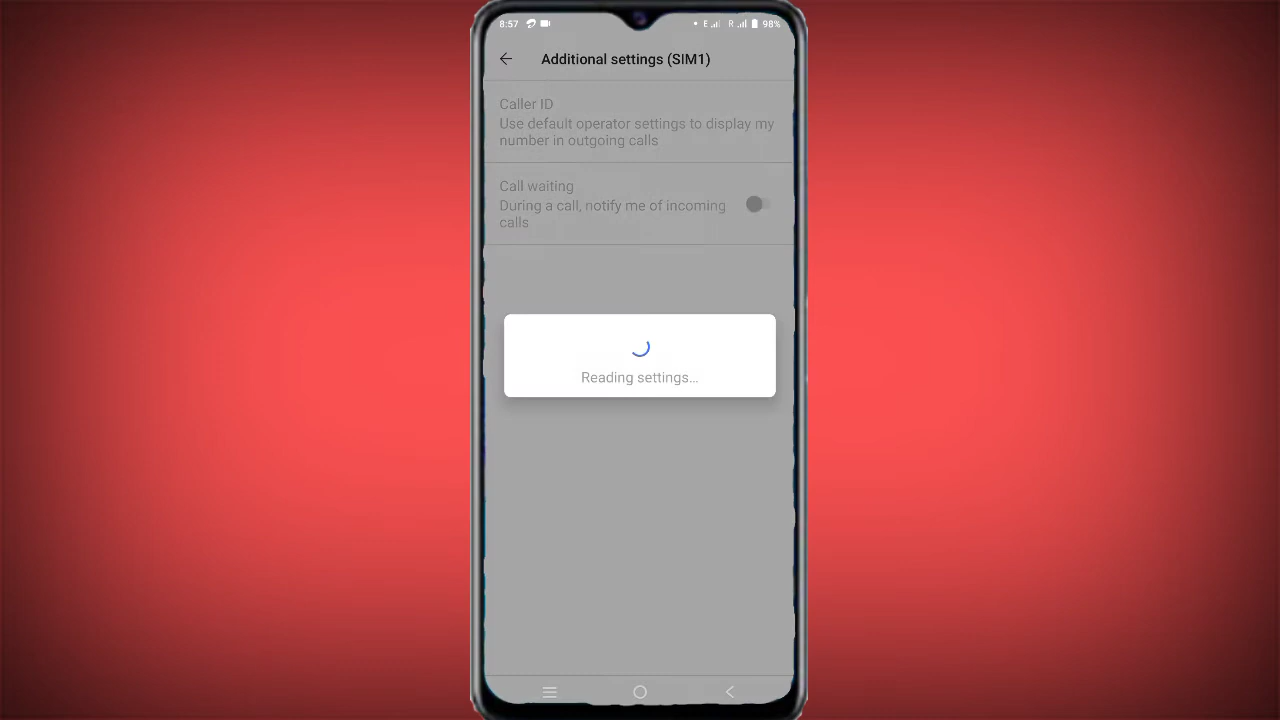 8:57
E R 98%
Additional settings (SIM1)
Caller ID
Use default operator settings to display my
number in outgoing calls
Call waiting
During a call, notify me of incoming
calls
Reading settings...